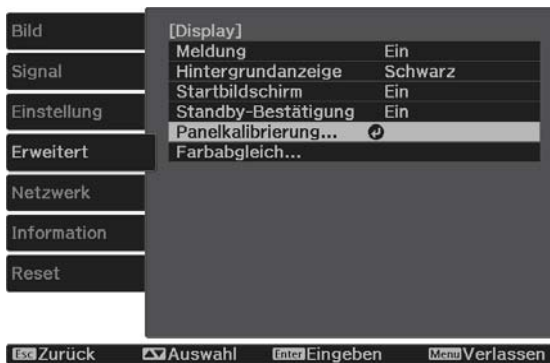 Bild
Signal
Einstellung
Erweitert
Netzwerk
Information
Reset
[Display]
Meldung Ein
Hintergrundanzeige Schwarz
Startbildschirm Ein
Standby-Bestätigung Ein
Panelkalibrierung...
Farbabgleich...
Esc Zurück Auswahl Enter Eingeben Menu Verlassen